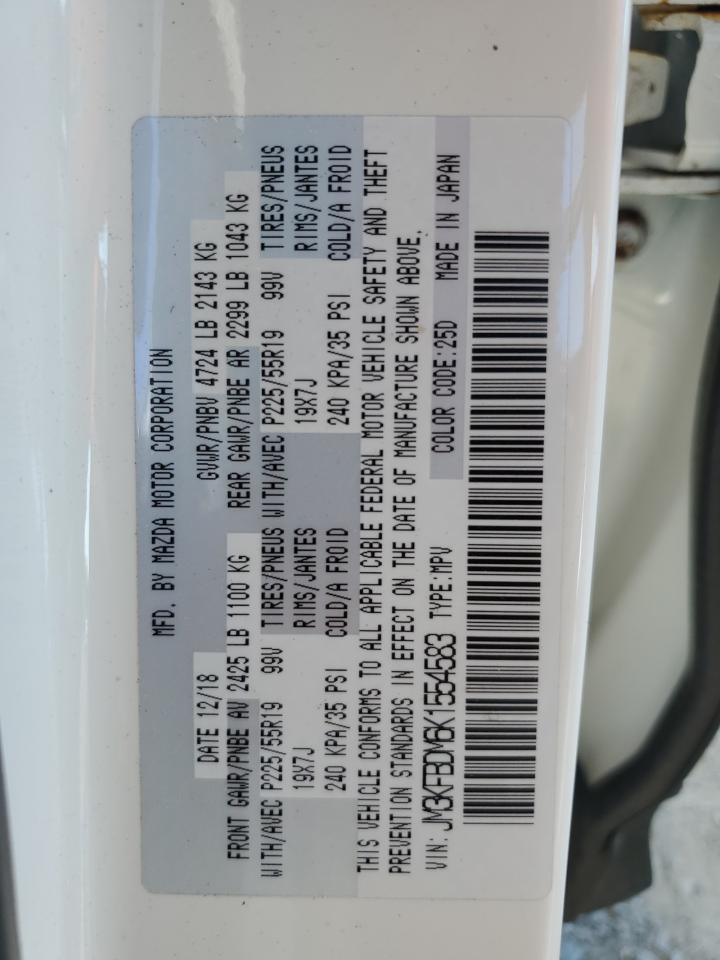 MFD. BY MAZDA MOTOR CORPORATION
DATE 12/18 GVWR/PNBV 4724 LB 2143 KG
FRONT GAWR/PNBE AV 2425 LB 1100 KG REAR GAWR/PNBE AR 2299 LB 1043 KG
WITH/AVEC P225/55R19 99V TIRES/PNEUS WITH/AVEC P225/55R19 99V TIRES/PNEUS
19X7J RIMS/JANTES 19X7J RIMS/JANTES
240 KPA/35 PSI COLD/A FROID 240 KPA/35 PSI COLD/A FROID
THIS VEHICLE CONFORMS TO ALL APPLICABLE FEDERAL MOTOR VEHICLE SAFETY AND THEFT
PREVENTION STANDARDS IN EFFECT ON THE DATE OF MANUFACTURE SHOWN ABOVE.
VIN: JM3KFBDM6K1554583 TYPE:MPV COLOR CODE:25D MADE IN JAPAN